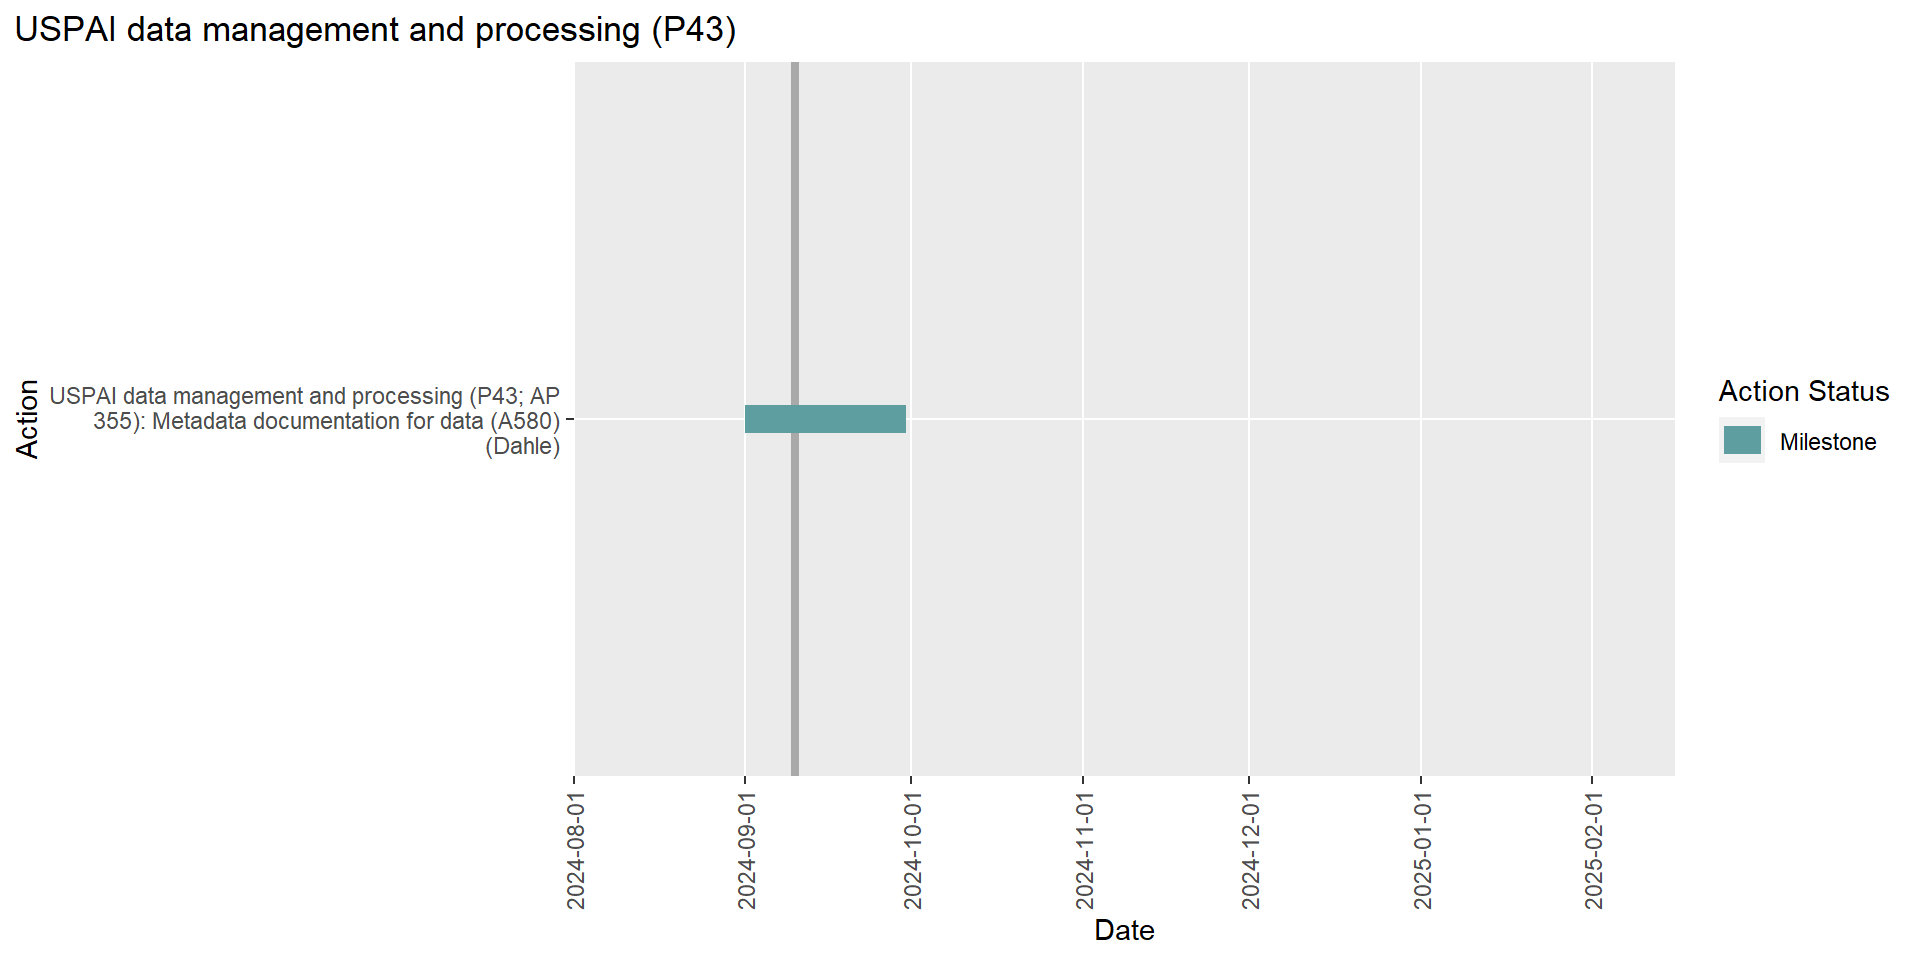 USPAI data management and processing (P43)
Action
USPAI data management and processing (P43; AP
355): Metadata documentation for data (A580)
(Dahle)
2024-08-01
2024-09-01
2024-10-01
2024-11-01
2024-12-01
2025-01-01
2025-02-01
Date
Action Status
Milestone